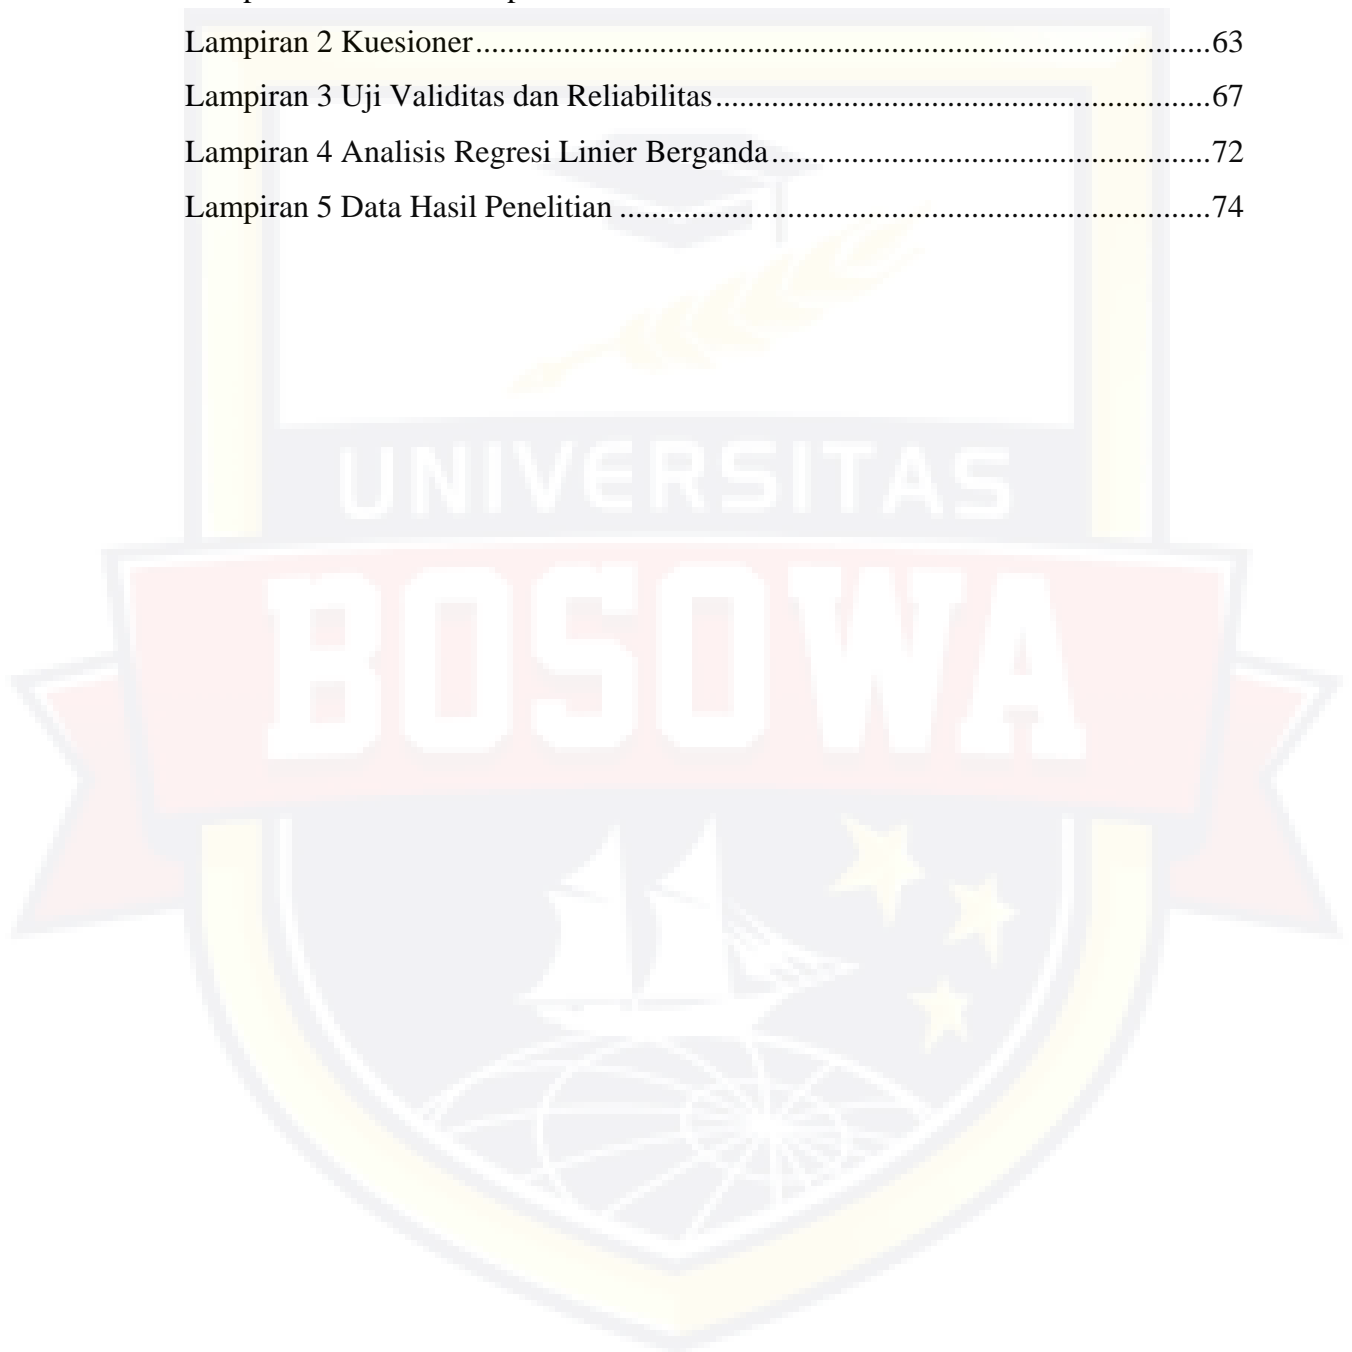 Lampiran 2 Kuesioner............................................................................................63
Lampiran 3 Uji Validitas dan Reliabilitas..............................................................67
Lampiran 4 Analisis Regresi Linier Berganda.......................................................72
Lampiran 5 Data Hasil Penelitian ..........................................................................74
UNIVERSITAS
BOSOWA